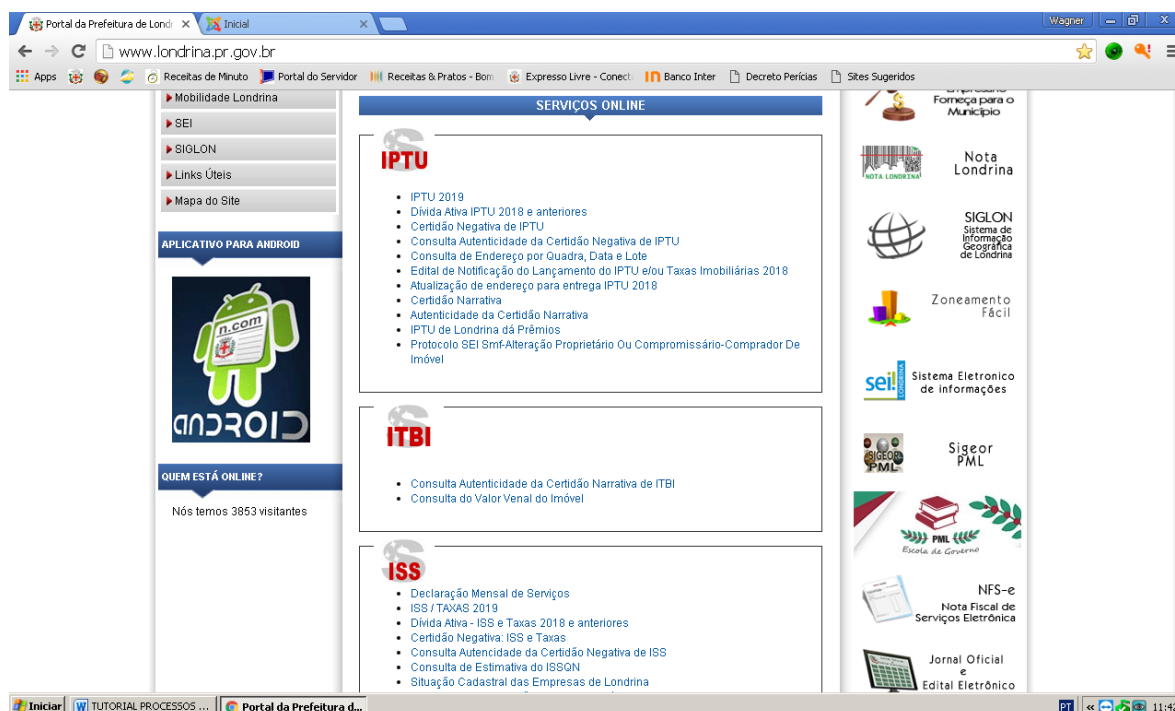 Portal da Prefeitura de Londr
Inicial
Wagner
www.londrina.pr.gov.br
Apps
Receitas de Minuto
Portal do Servidor
Receitas & Pratos - Bom
Expresso Livre - Conect
Banco Inter
Decreto Perícias
Sites Sugeridos
Mobilidade Londrina
SEI
SIGLON
Links Úteis
Mapa do Site
APLICATIVO PARA ANDROID
n.com
ANDROID
QUEM ESTÁ ONLINE?
Nós temos 3853 visitantes
SERVIÇOS ONLINE
IPTU
• IPTU 2019
• Dívida Ativa IPTU 2018 e anteriores
• Certidão Negativa de IPTU
• Consulta Autenticidade da Certidão Negativa de IPTU
• Consulta de Endereço por Quadra, Data e Lote
• Edital de Notificação do Lançamento do IPTU e/ou Taxas Imobiliárias 2018
• Atualização de endereço para entrega IPTU 2018
• Certidão Narrativa
• Autenticidade da Certidão Narrativa
• IPTU de Londrina dá Prêmios
• Protocolo SEI Smf-Alteração Proprietário Ou Compromissário-Comprador De
Imóvel
ITBI
• Consulta Autenticidade da Certidão Narrativa de ITBI
• Consulta do Valor Venal do Imóvel
ISS
• Declaração Mensal de Serviços
• ISS / TAXAS 2019
• Dívida Ativa - ISS e Taxas 2018 e anteriores
• Certidão Negativa: ISS e Taxas
• Consulta Autencidade da Certidão Negativa de ISS
• Consulta de Estimativa do ISSQN
• Situação Cadastral das Empresas de Londrina
Forneça para o
Município
NOTA LONDRINA
Nota
Londrina
SIGLON
Sistema de
Informação
Geográfica
de Londrina
Zoneamento
Fácil
sei!
LONDRINA
Sistema Eletronico
de informações
SIGEOR
PML
Sigeor
PML
PML
Escola de Governo
NFS-e
Nota Fiscal de
Serviços Eletrônica
Jornal Oficial
e
Edital Eletrônico
Iniciar
TUTORIAL PROCESSOS ...
Portal da Prefeitura d...
PT
«